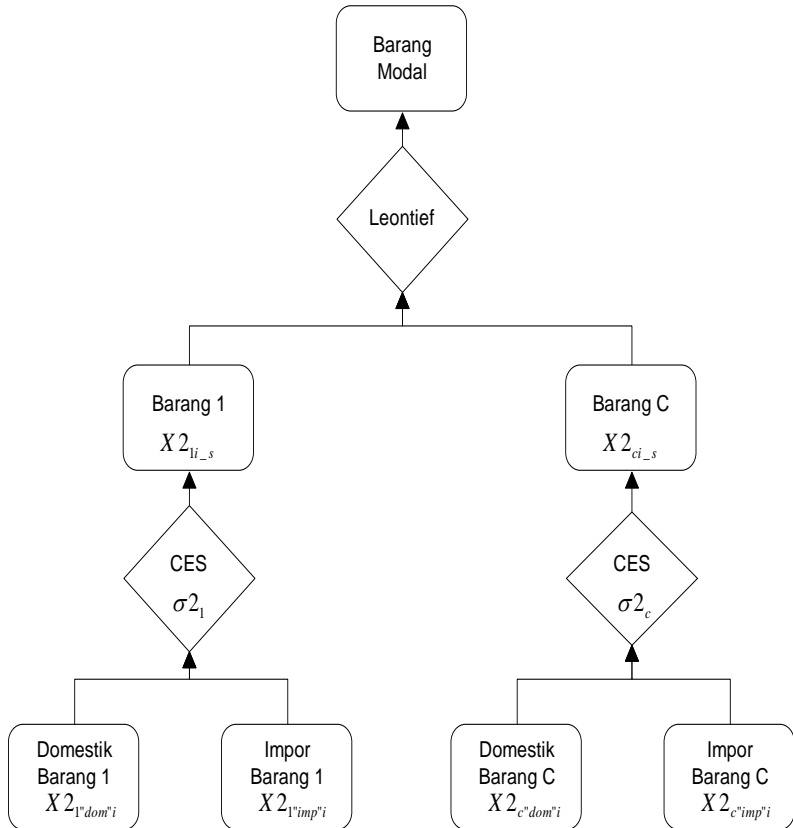 Barang
Modal
Leontief
Barang 1
X2_{1i_s}
Barang C
X2_{ci_s}
CES
σ2_1
CES
σ2_c
Domestik
Barang 1
X2_{1"dom"i}
Impor
Barang 1
X2_{1"imp"i}
Domestik
Barang C
X2_{c"dom"i}
Impor
Barang C
X2_{c"imp"i}